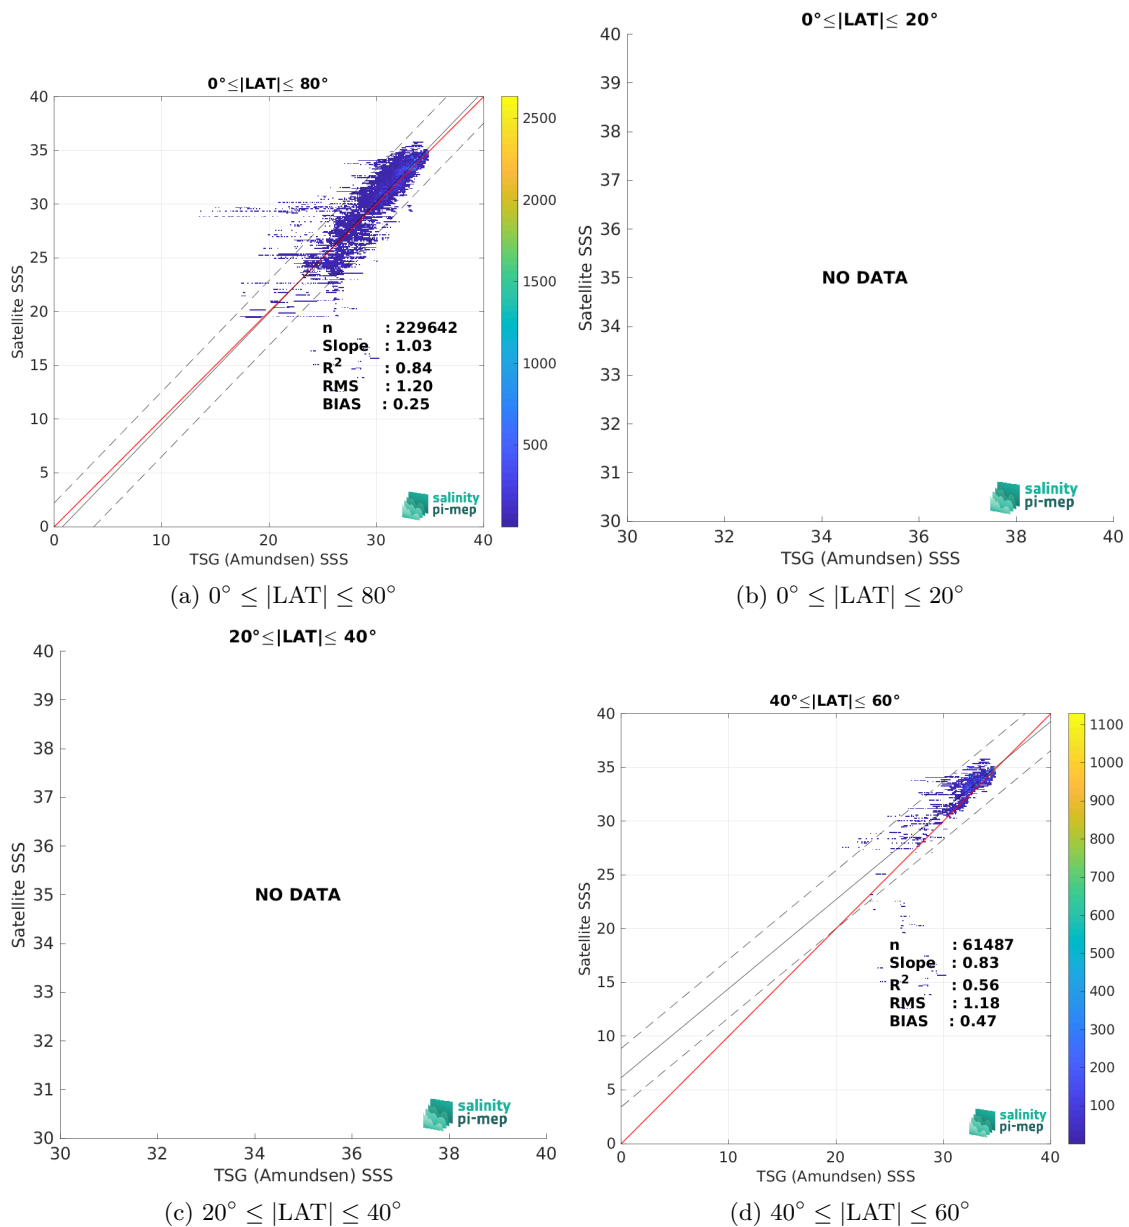 0°≤|LAT|≤ 80°
40
35
30
25
20
15
10
5
0
0
10
20
30
40
2500
2000
1500
1000
500
Satellite SSS
TSG (Amundsen) SSS
n : 229642
Slope : 1.03
R² : 0.84
RMS : 1.20
BIAS : 0.25
salinity
pi-mep
(a) 0° ≤ |LAT| ≤ 80°
0°≤|LAT|≤ 20°
40
39
38
37
36
35
34
33
32
31
30
30
32
34
36
38
40
Satellite SSS
TSG (Amundsen) SSS
NO DATA
salinity
pi-mep
(b) 0° ≤ |LAT| ≤ 20°
20°≤|LAT|≤ 40°
40
39
38
37
36
35
34
33
32
31
30
30
32
34
36
38
40
Satellite SSS
TSG (Amundsen) SSS
NO DATA
salinity
pi-mep
(c) 20° ≤ |LAT| ≤ 40°
40°≤|LAT|≤ 60°
40
35
30
25
20
15
10
5
0
0
10
20
30
40
1100
1000
900
800
700
600
500
400
300
200
100
Satellite SSS
TSG (Amundsen) SSS
n : 61487
Slope : 0.83
R² : 0.56
RMS : 1.18
BIAS : 0.47
salinity
pi-mep
(d) 40° ≤ |LAT| ≤ 60°